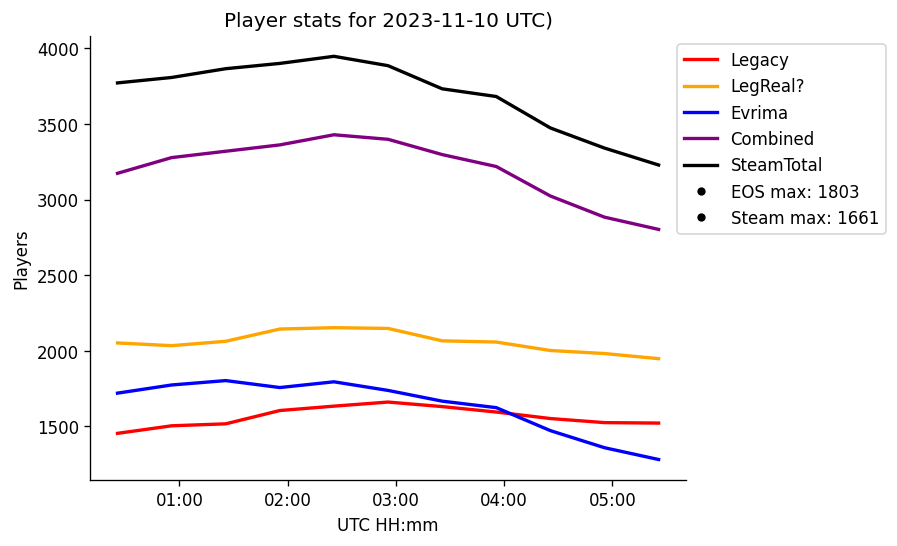 Player stats for 2023-11-10 UTC)
4000
3500
3000
2500
2000
1500
Players
01:00 02:00 03:00 04:00 05:00
UTC HH:mm
Legacy
LegReal?
Evrima
Combined
SteamTotal
EOS max: 1803
Steam max: 1661